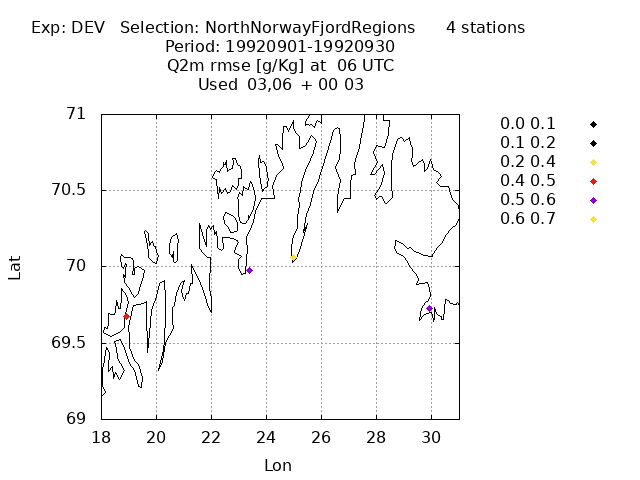 Exp: DEV Selection: NorthNorwayFjordRegions 4 stations
Period: 19920901-19920930
Q2m rmse [g/Kg] at 06 UTC
Used 03,06 + 00 03
71
70.5
70
69.5
69
Lat
18 20 22 24 26 28 30
Lon
0.0 0.1
0.1 0.2
0.2 0.4
0.4 0.5
0.5 0.6
0.6 0.7